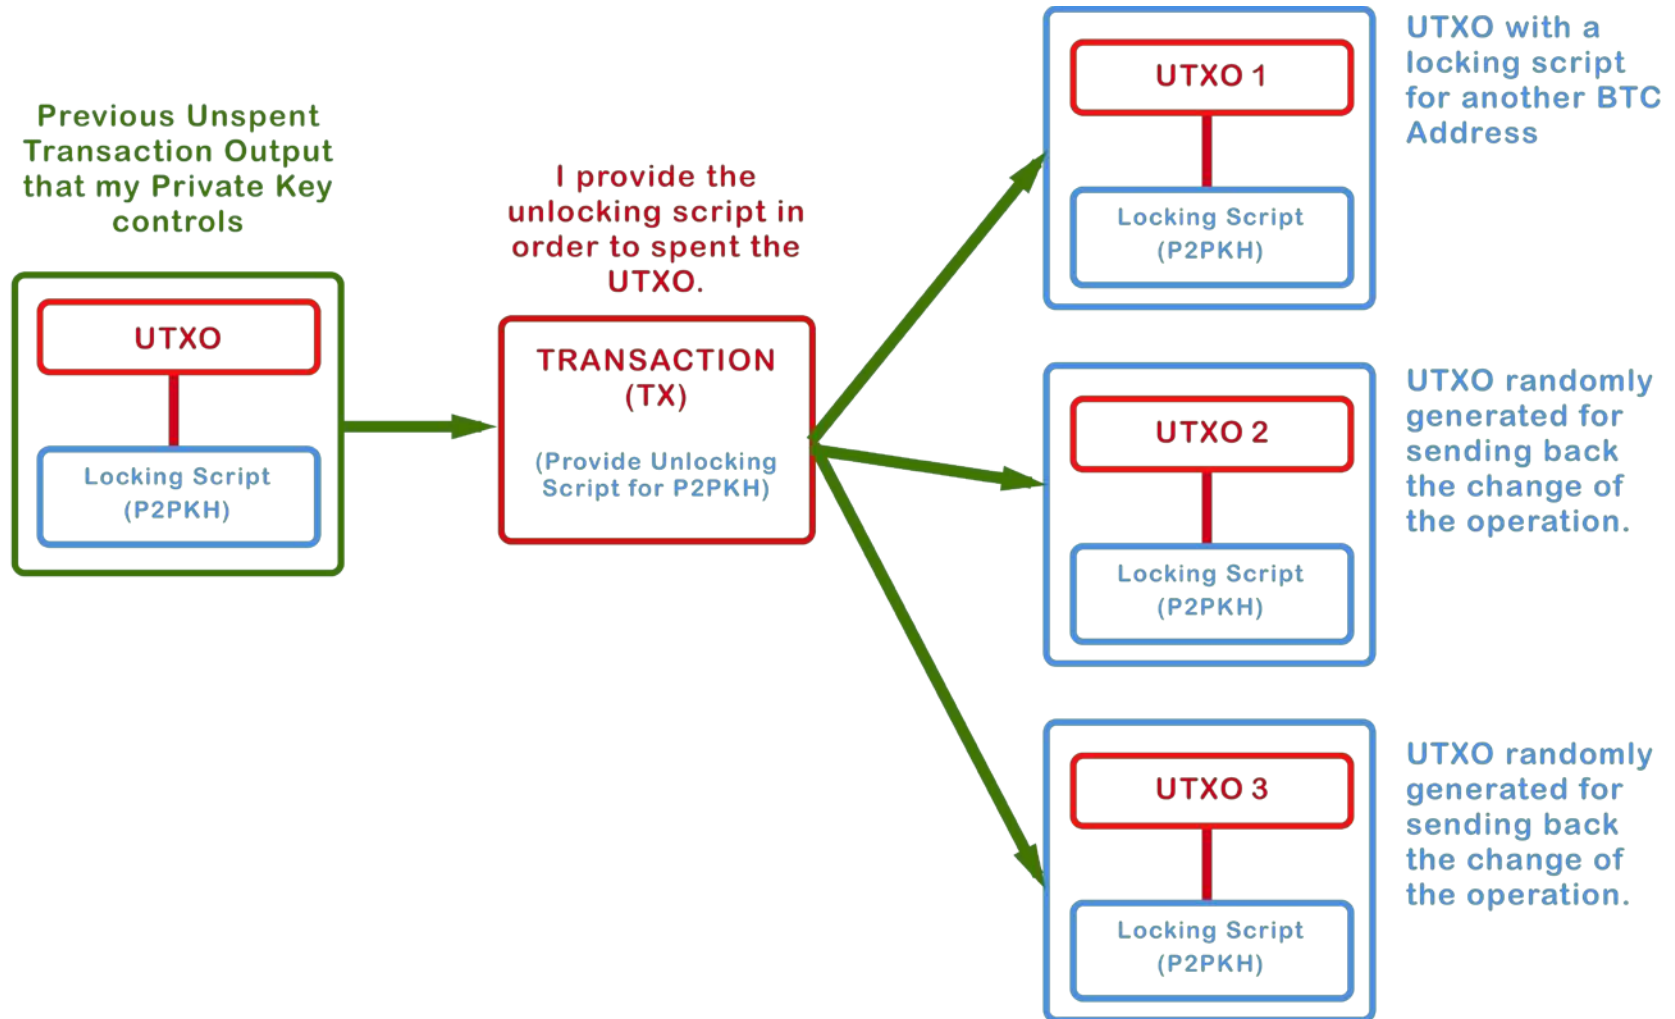 Previous Unspent
Transaction Output
that my Private Key
controls
UTXO
Locking Script
(P2PKH)
I provide the
unlocking script in
order to spent the
UTXO.
TRANSACTION
(TX)
(Provide Unlocking
Script for P2PKH)
UTXO 1
Locking Script
(P2PKH)
UTXO with a
locking script
for another BTC
Address
UTXO 2
Locking Script
(P2PKH)
UTXO randomly
generated for
sending back
the change of
the operation.
UTXO 3
Locking Script
(P2PKH)
UTXO randomly
generated for
sending back
the change of
the operation.